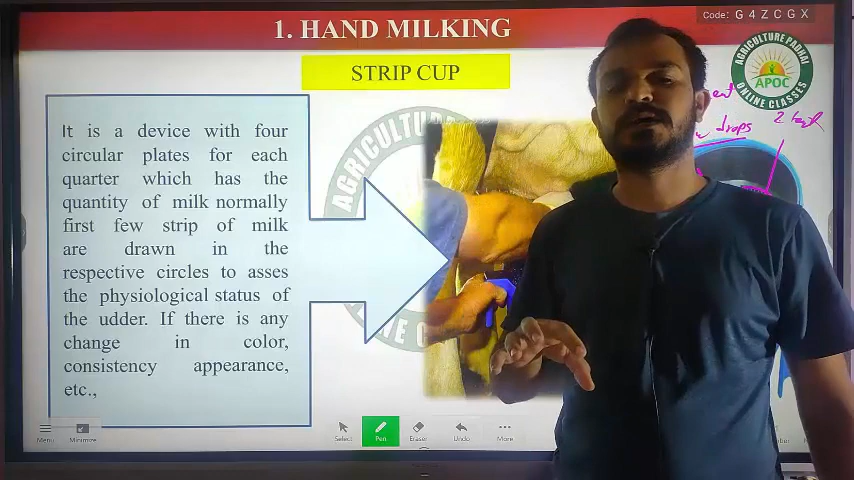 Code: G 4 Z C G X
1. HAND MILKING
STRIP CUP
AGRICULTURE PADHAI
APOC
ONLINE CLASSES
drops
It is a device with four
circular plates for each
quarter which has the
quantity of milk normally
first few strip of milk
are drawn in the
respective circles to asses
the physiological status of
the udder. If there is any
change in color,
consistency appearance,
etc.,
Menu
Minimize
Select
Pen
Eraser
Undo
More